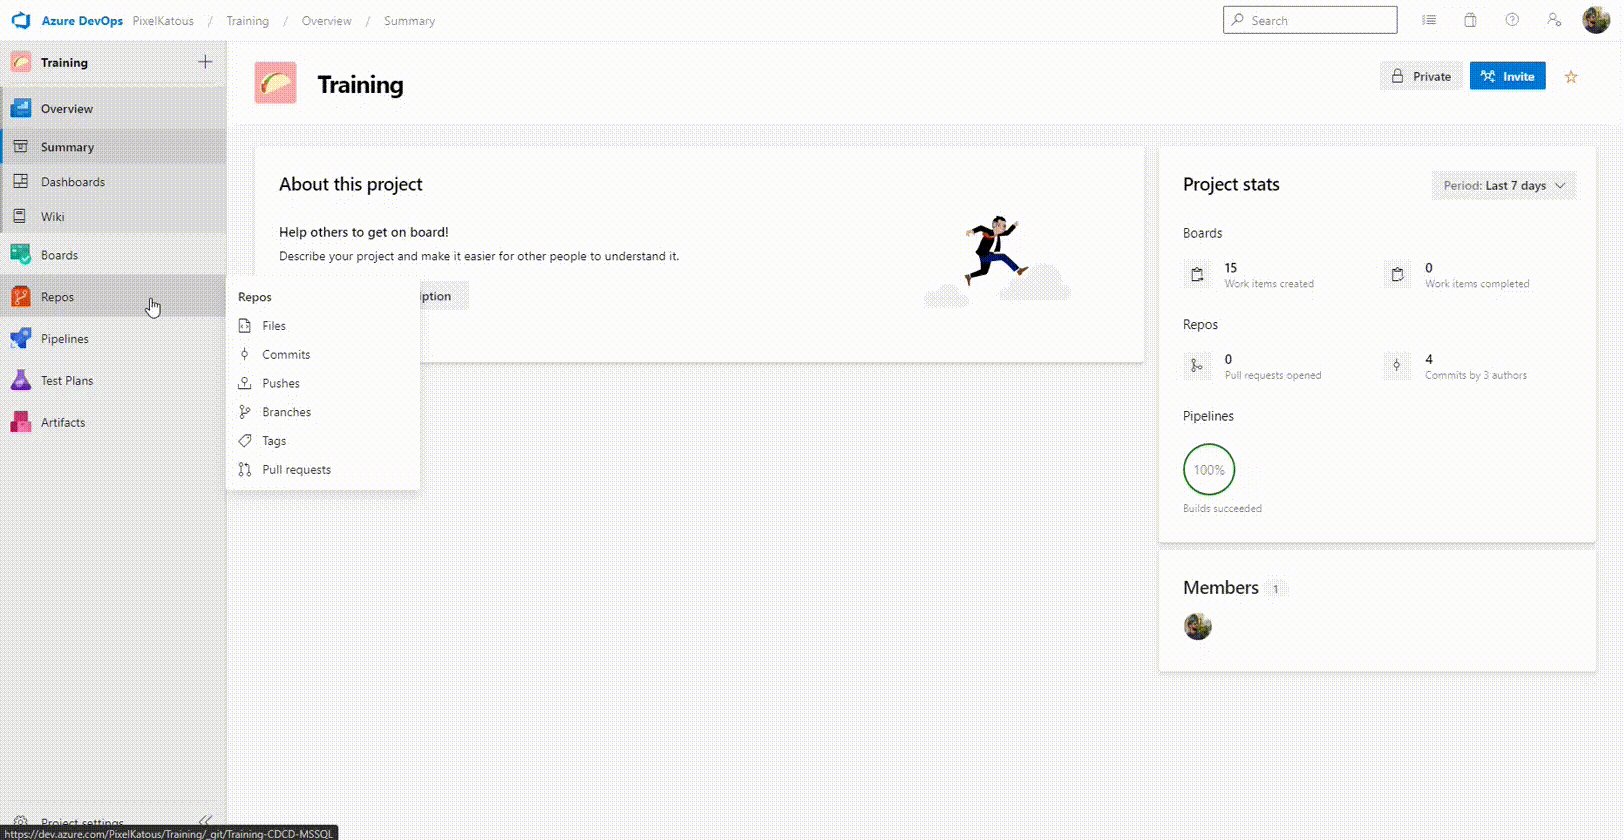 Azure DevOps PixelKatous / Training / Overview / Summary
Search
Training
Overview
Summary
Dashboards
Wiki
Boards
Repos
Pipelines
Test Plans
Artifacts
Project settings
https://dev.azure.com/PixelKatous/Training/_git/Training-CDCD-MSSQL
Repos
Files
Commits
Pushes
Branches
Tags
Pull requests
Training
Private
Invite
About this project
Help others to get on board!
Describe your project and make it easier for other people to understand it.
iption
Project stats
Period: Last 7 days
Boards
15
Work items created
0
Work items completed
Repos
0
Pull requests opened
4
Commits by 3 authors
Pipelines
100%
Builds succeeded
Members 1